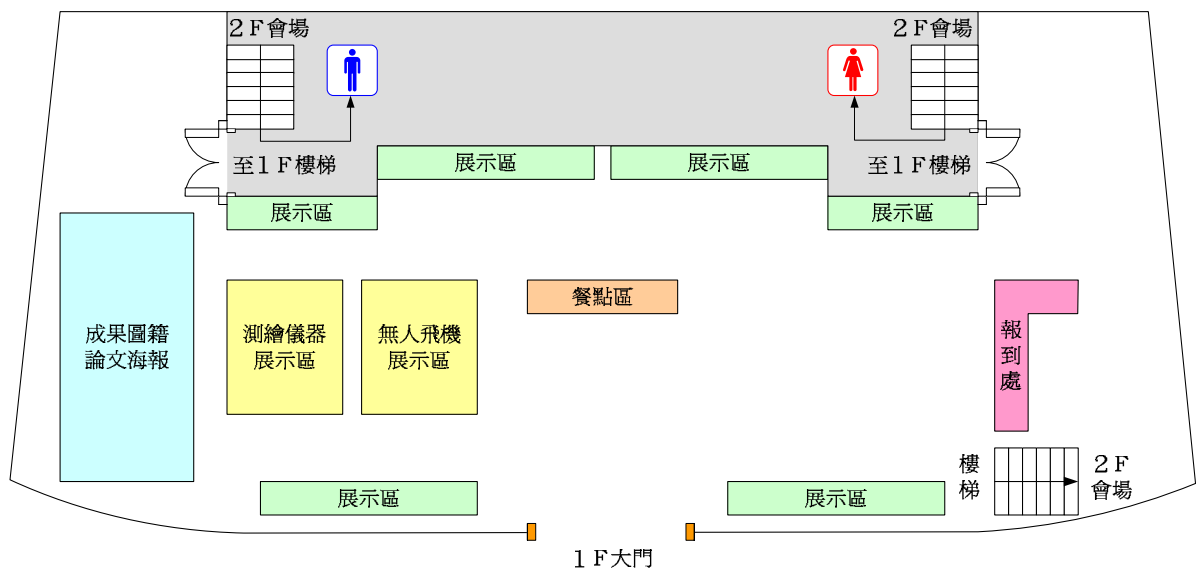 ２Ｆ會場
２Ｆ會場
至１Ｆ樓梯
展示區
展示區
至１Ｆ樓梯
展示區
展示區
成果圖籍
論文海報
測繪儀器
展示區
無人飛機
展示區
餐點區
報到處
樓梯
２Ｆ
會場
展示區
展示區
１Ｆ大門